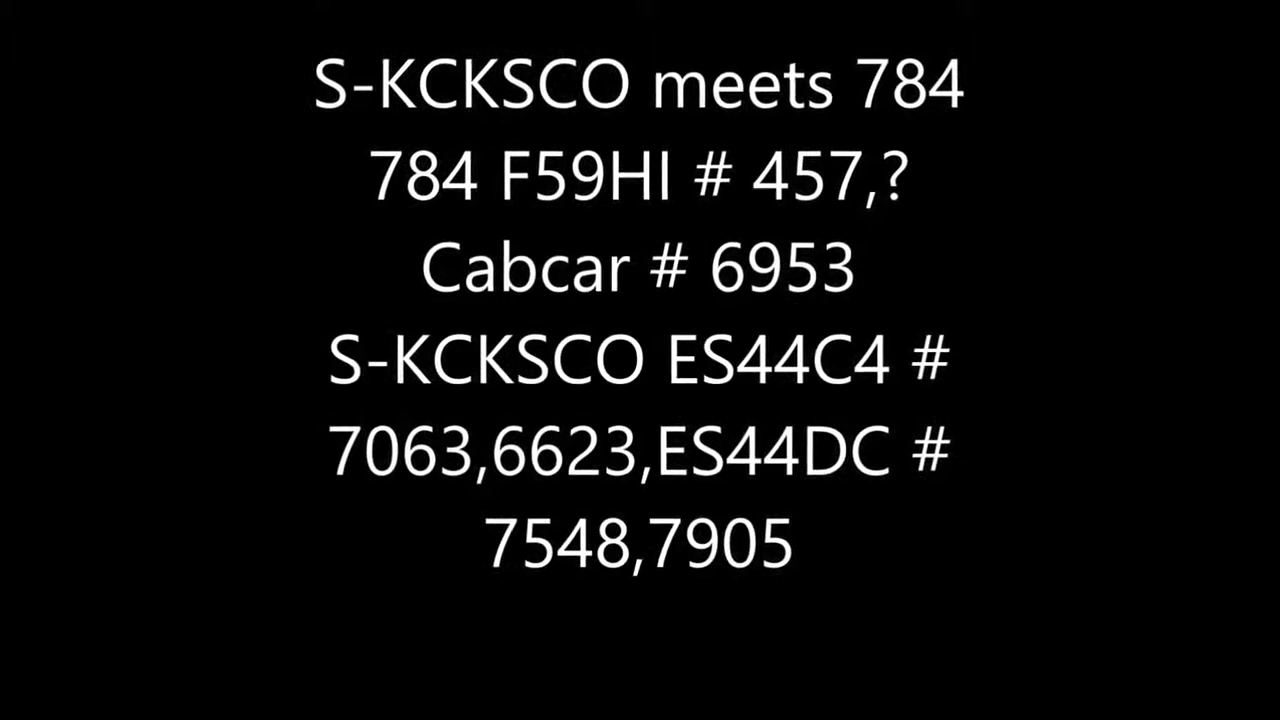 S-KCKSCO meets 784
784 F59HI # 457,?
Cabcar # 6953
S-KCKSCO ES44C4 #
7063,6623,ES44DC #
7548,7905